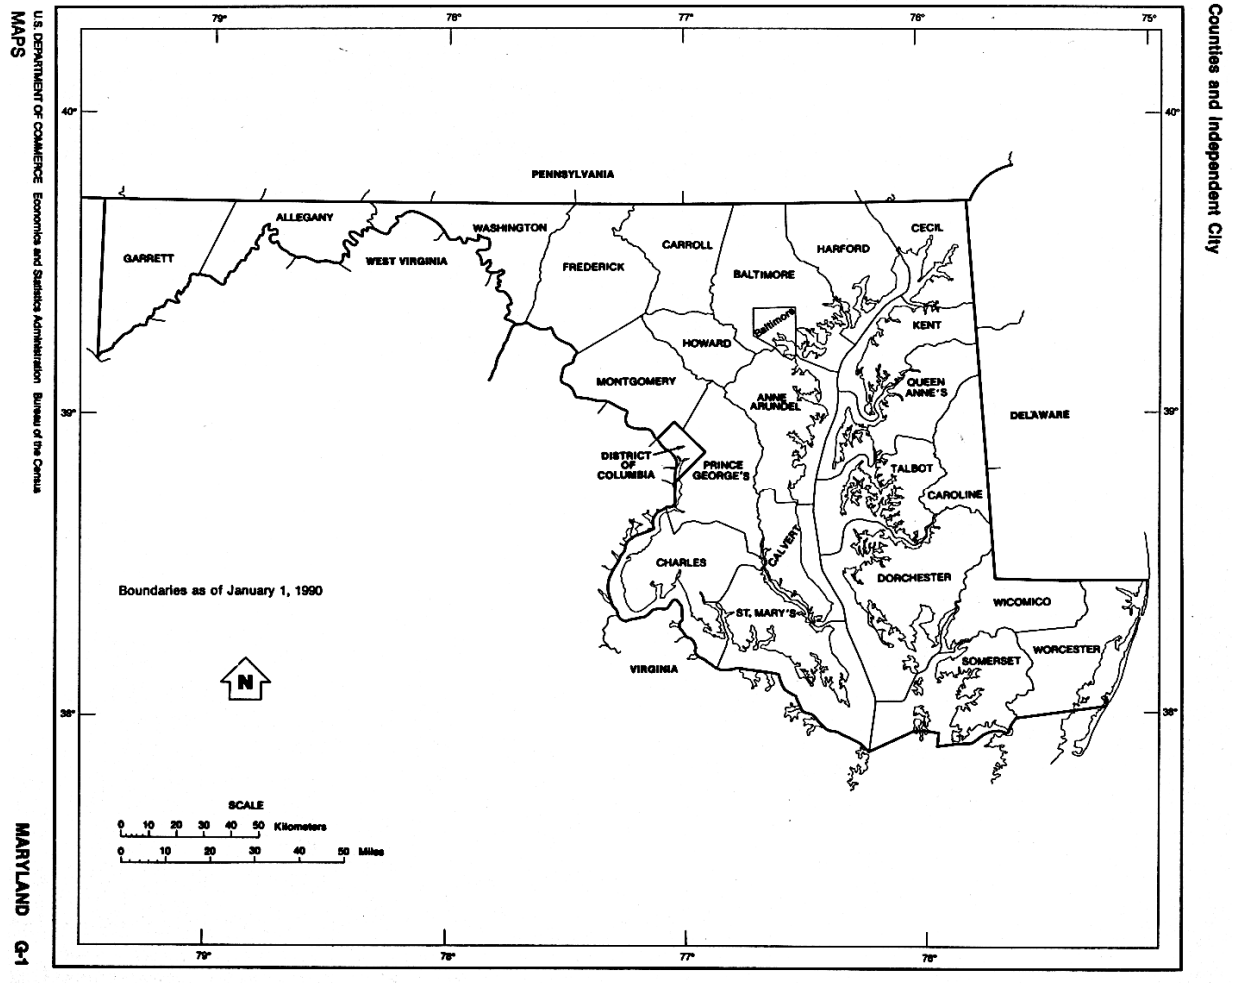 Counties and Independent City
U.S. DEPARTMENT OF COMMERCE Economics and Statistics Administration Bureau of the Census
MAPS
MARYLAND G-1
79°
78°
77°
76°
75°
40°
40°
PENNSYLVANIA
ALLEGANY
WASHINGTON
CECIL
GARRETT
WEST VIRGINIA
FREDERICK
CARROLL
HARFORD
BALTIMORE
Baltimore
KENT
HOWARD
MONTGOMERY
QUEEN
ANNE'S
ANNE
ARUNDEL
39°
39°
DELAWARE
DISTRICT
OF
COLUMBIA
PRINCE
GEORGE'S
TALBOT
CAROLINE
CALVERT
CHARLES
DORCHESTER
Boundaries as of January 1, 1990
WICOMICO
ST. MARY'S
WORCESTER
SOMERSET
VIRGINIA
N
38°
38°
SCALE
0 10 20 30 40 50 Kilometers
0 10 20 30 40 50 Miles
79°
78°
77°
76°